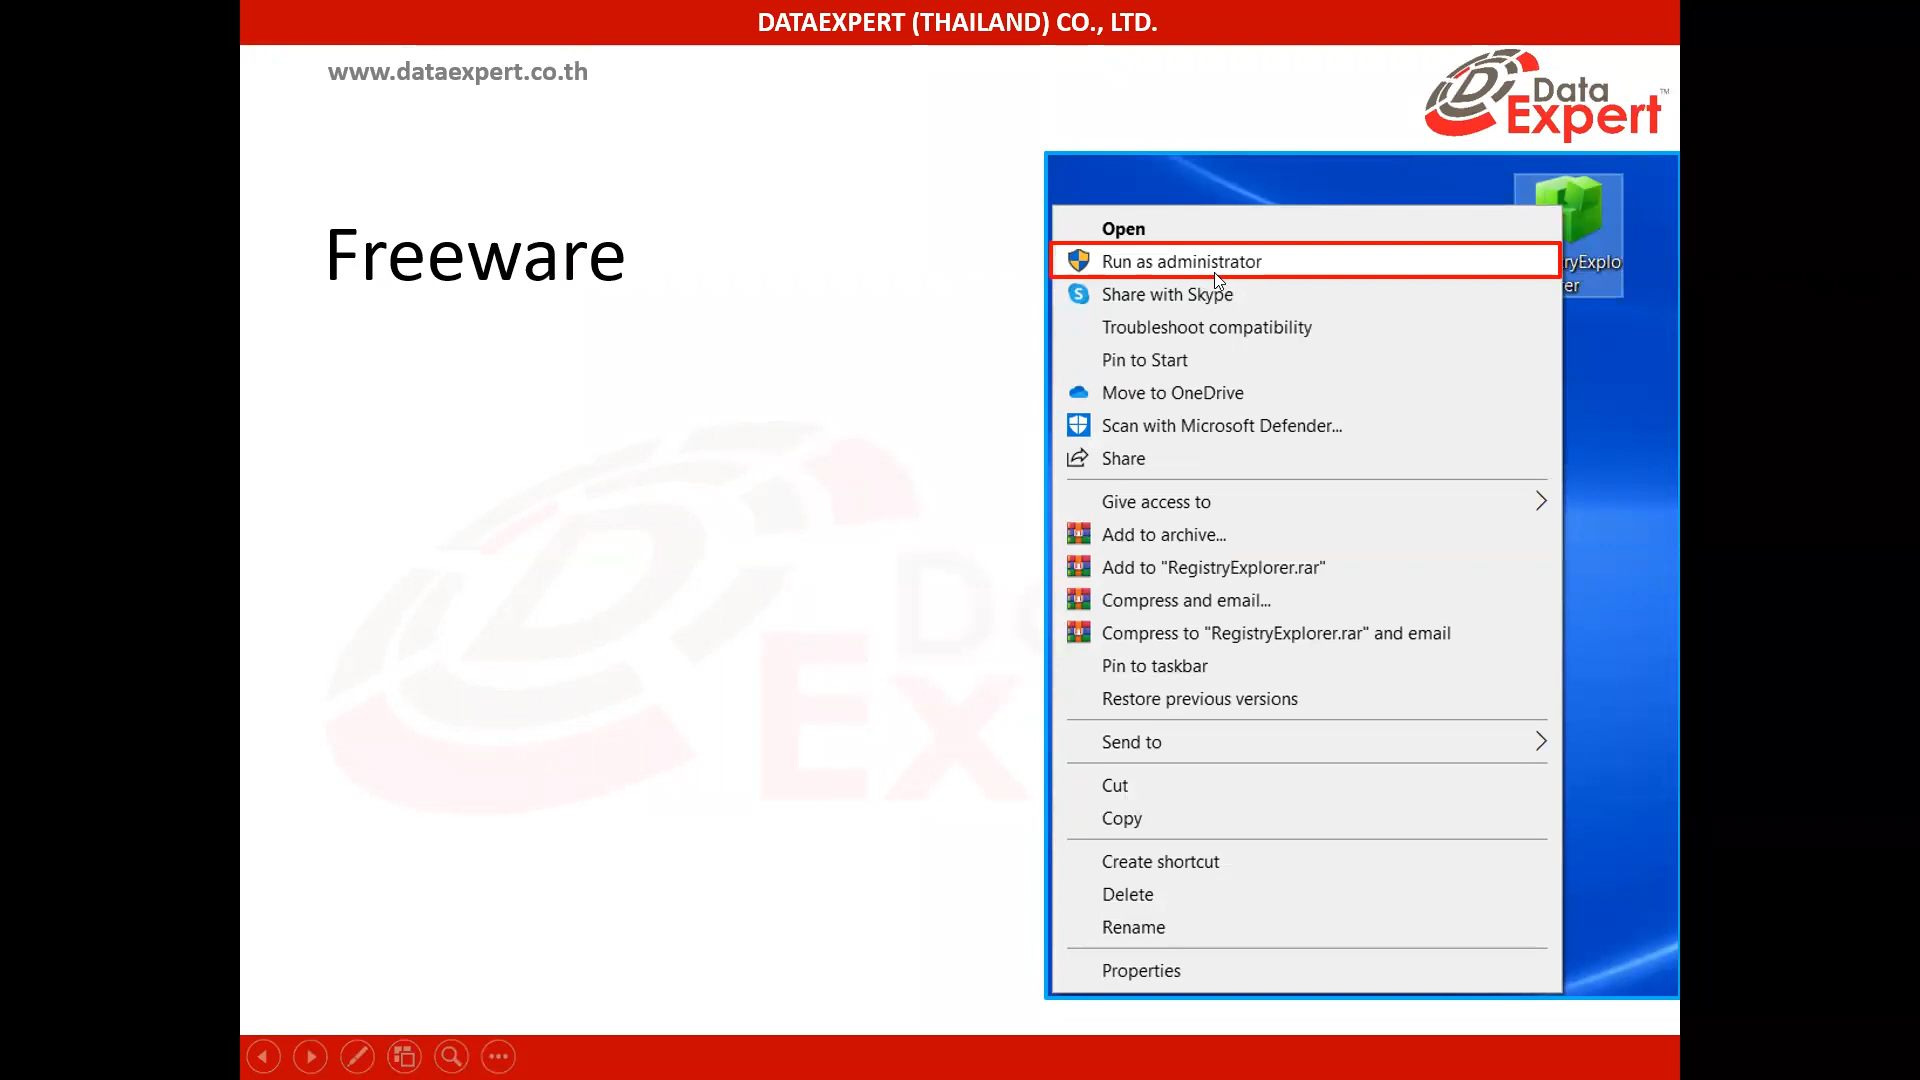 DATAEXPERT (THAILAND) CO., LTD.
www.dataexpert.co.th
Data
Expert™
Freeware
Open
Run as administrator
Share with Skype
Troubleshoot compatibility
Pin to Start
Move to OneDrive
Scan with Microsoft Defender...
Share
Give access to
Add to archive...
Add to "RegistryExplorer.rar"
Compress and email...
Compress to "RegistryExplorer.rar" and email
Pin to taskbar
Restore previous versions
Send to
Cut
Copy
Create shortcut
Delete
Rename
Properties
ryExplo
er
D
Ex